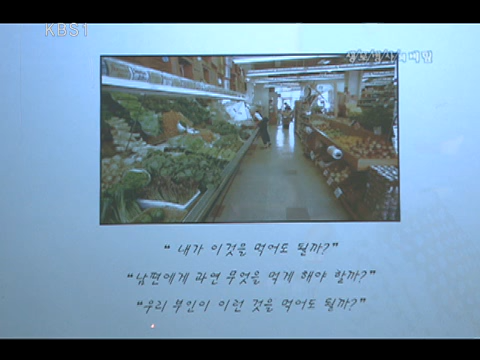 KBS1
"내가 이것을 먹어도 될까?"
"남편에게 과연 무엇을 먹게 해야 할까?"
"우리 부인이 이런 것을 먹어도 될까?"